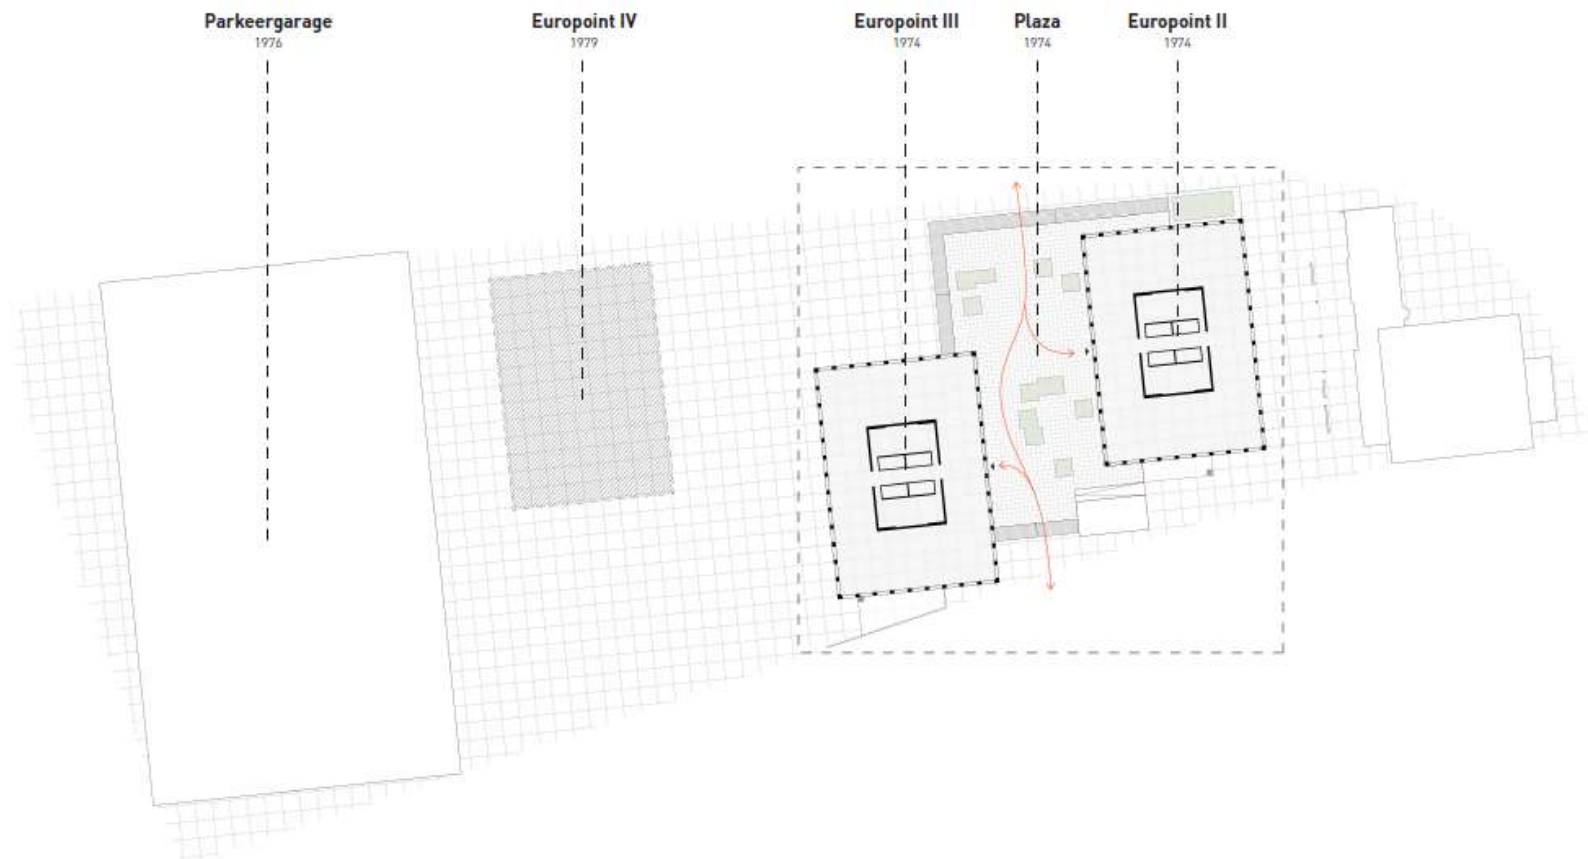 Parkeergarage
1976
Europoint IV
1979
Europoint III
1974
Plaza
1974
Europoint II
1974